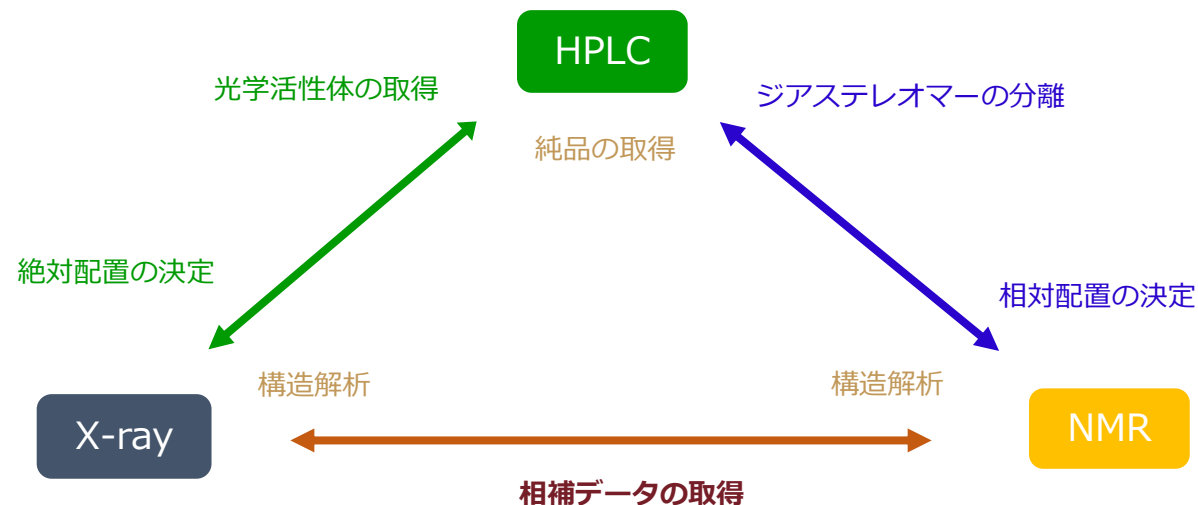 HPLC
光学活性体の取得
ジアステレオマーの分離
純品の取得
絶対配置の決定
相対配置の決定
構造解析
構造解析
X-ray
NMR
相補データの取得